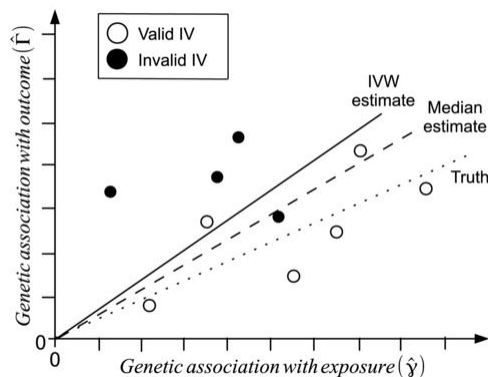 Valid IV
Invalid IV
IVW
estimate
Median
estimate
Truth
Genetic association with outcome (Γ̂)
0
0
Genetic association with exposure (γ̂)